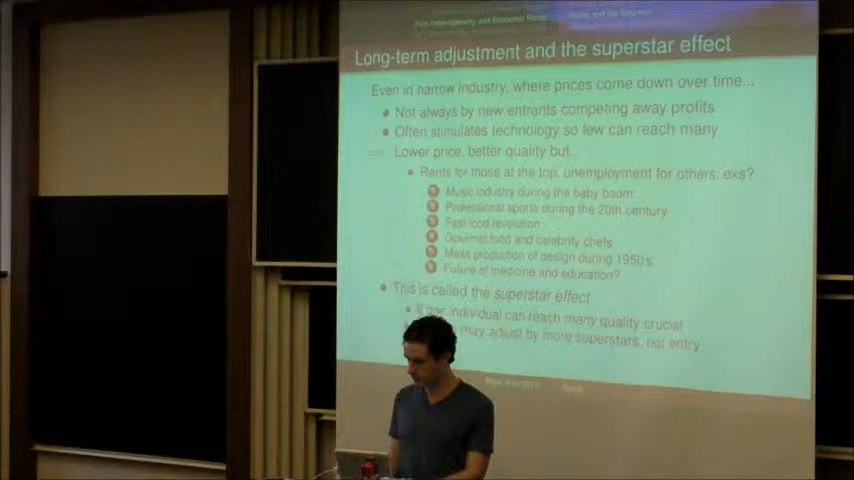 Firm Heterogeneity and Economic Rents
Long-term adjustment and the superstar effect
Even in narrow industry, where prices come down over time...
Not always by new entrants competing away profits
Often stimulates technology so few can reach many
Lower price, better quality but..
Rents for those at the top, unemployment for others, exs?
Music industry during the baby boom
Professional sports during the 20th century
Fast food revolution
Gourmet food and celebrity chefs
Mass production of design during 1950's
Future of medicine and education?
This is called the superstar effect
If one individual can reach many quality crucial
may adjust by more superstars, not entry